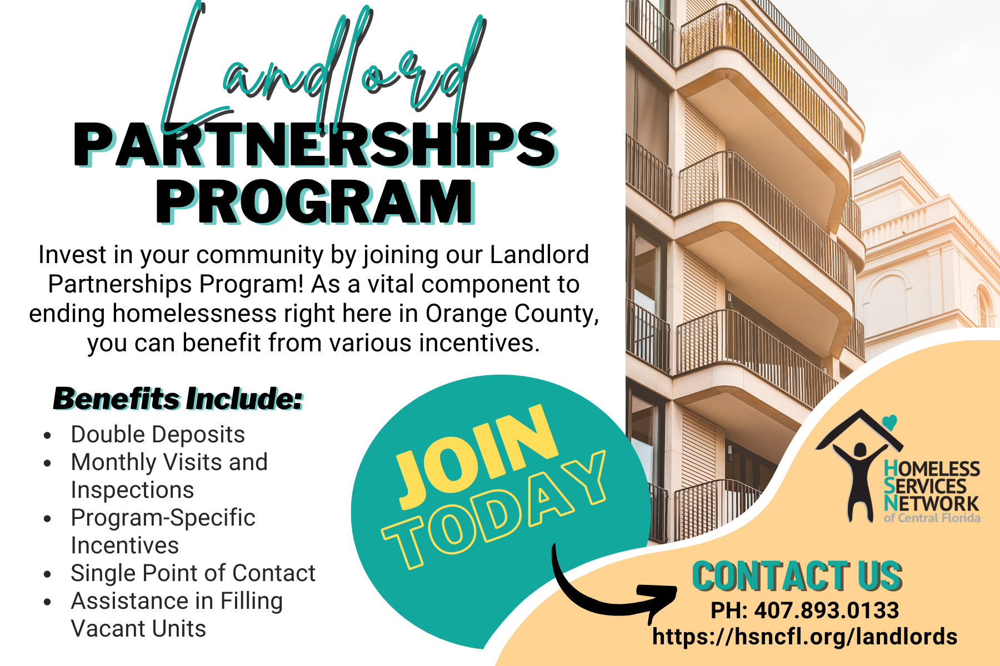 Landlord
PARTNERSHIPS
PROGRAM
Invest in your community by joining our Landlord
Partnerships Program! As a vital component to
ending homelessness right here in Orange County,
you can benefit from various incentives.
Benefits Include:
• Double Deposits
• Monthly Visits and
Inspections
• Program-Specific
Incentives
• Single Point of Contact
• Assistance in Filling
Vacant Units
JOIN
TODAY
HOMELESS
SERVICES
NETWORK
of Central Florida
CONTACT US
PH: 407.893.0133
https://hsncfl.org/landlords